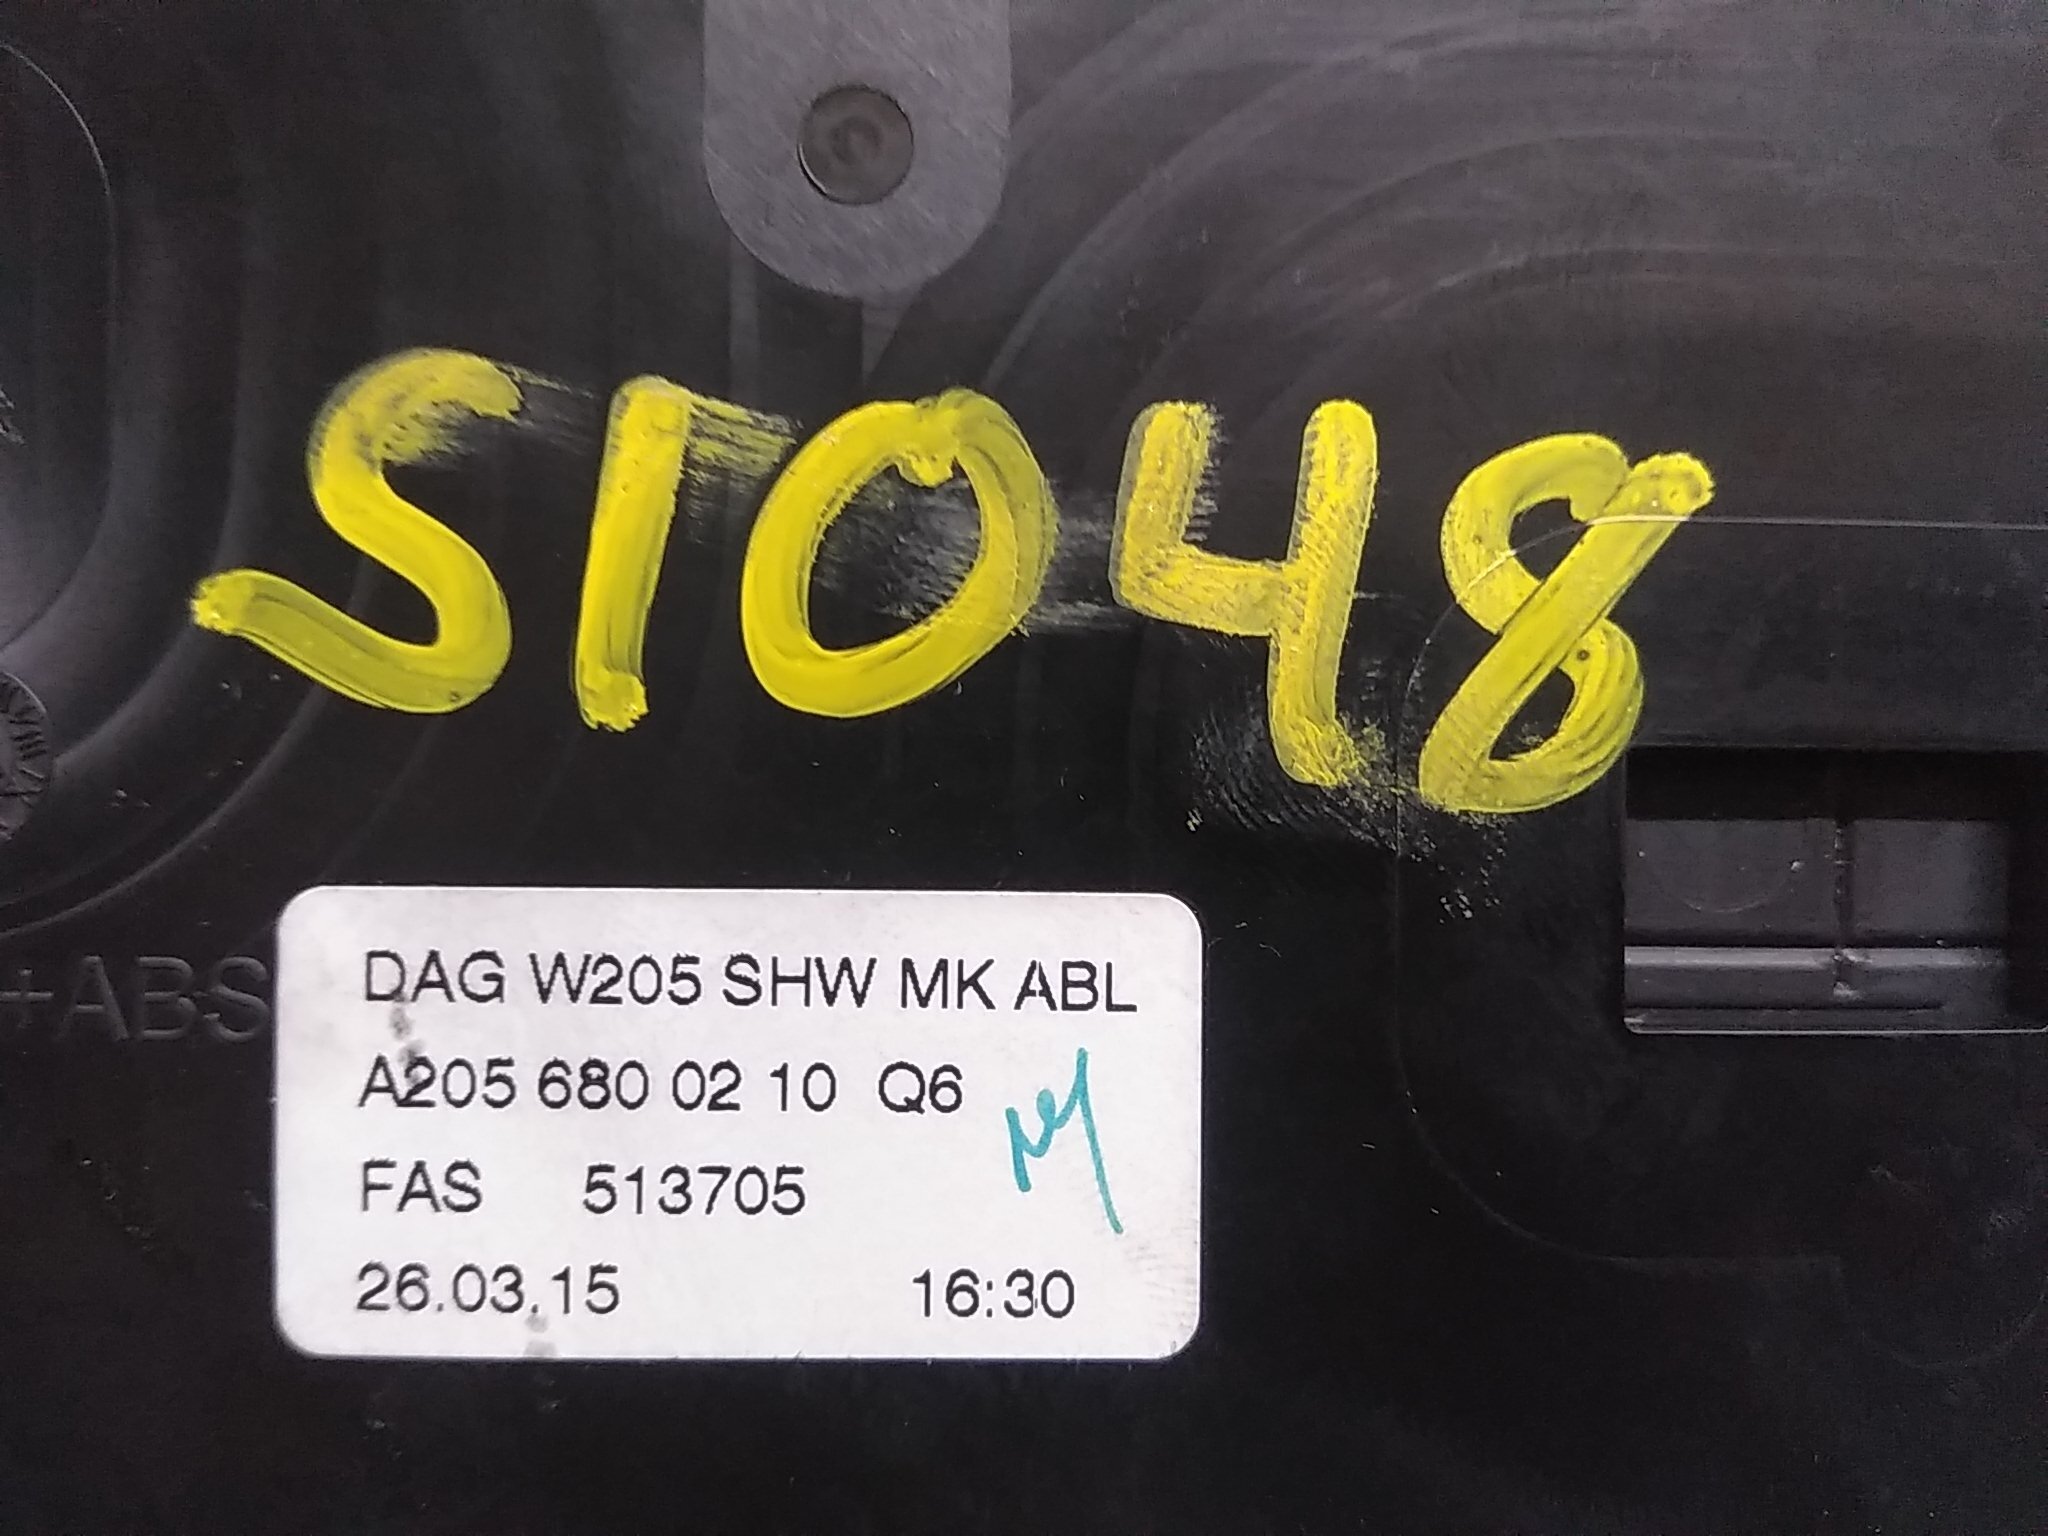 S1048
+ABS
DAG W205 SHW MK ABL
A205 680 02 10 Q6
FAS 513705
26.03.15 16:30